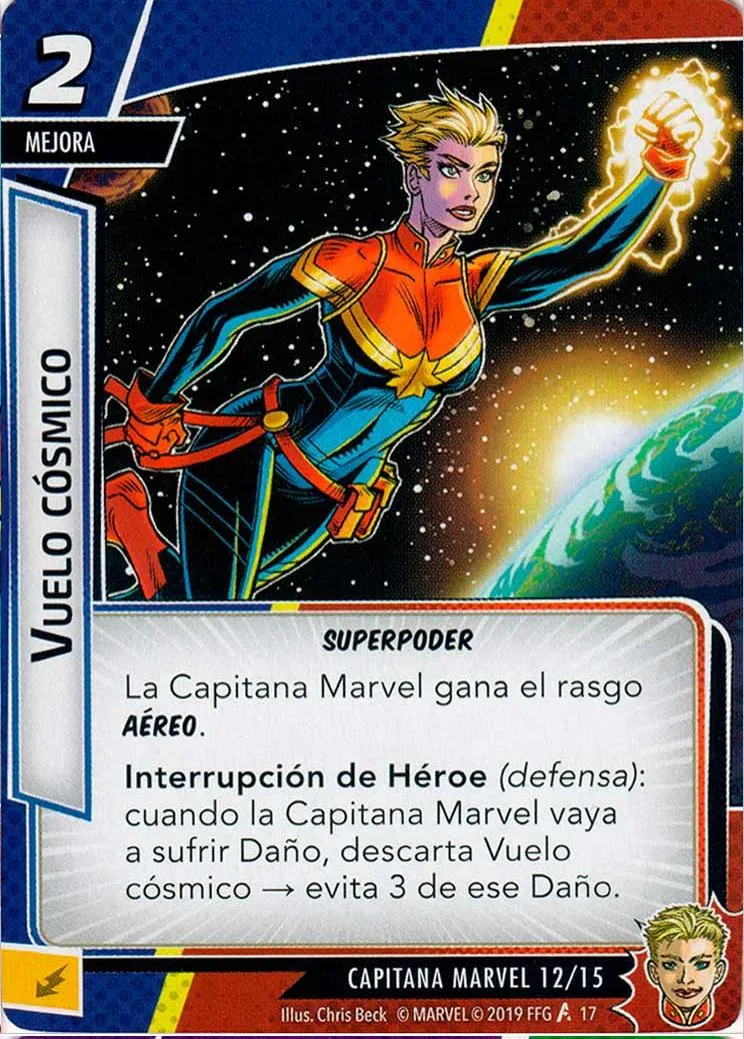 2
MEJORA
VUELO CÓSMICO
SUPERPODER
La Capitana Marvel gana el rasgo
AÉREO.
Interrupción de Héroe (defensa):
cuando la Capitana Marvel vaya
a sufrir Daño, descarta Vuelo
cósmico → evita 3 de ese Daño.
CAPITANA MARVEL 12/15
Illus. Chris Beck © MARVEL © 2019 FFG 17